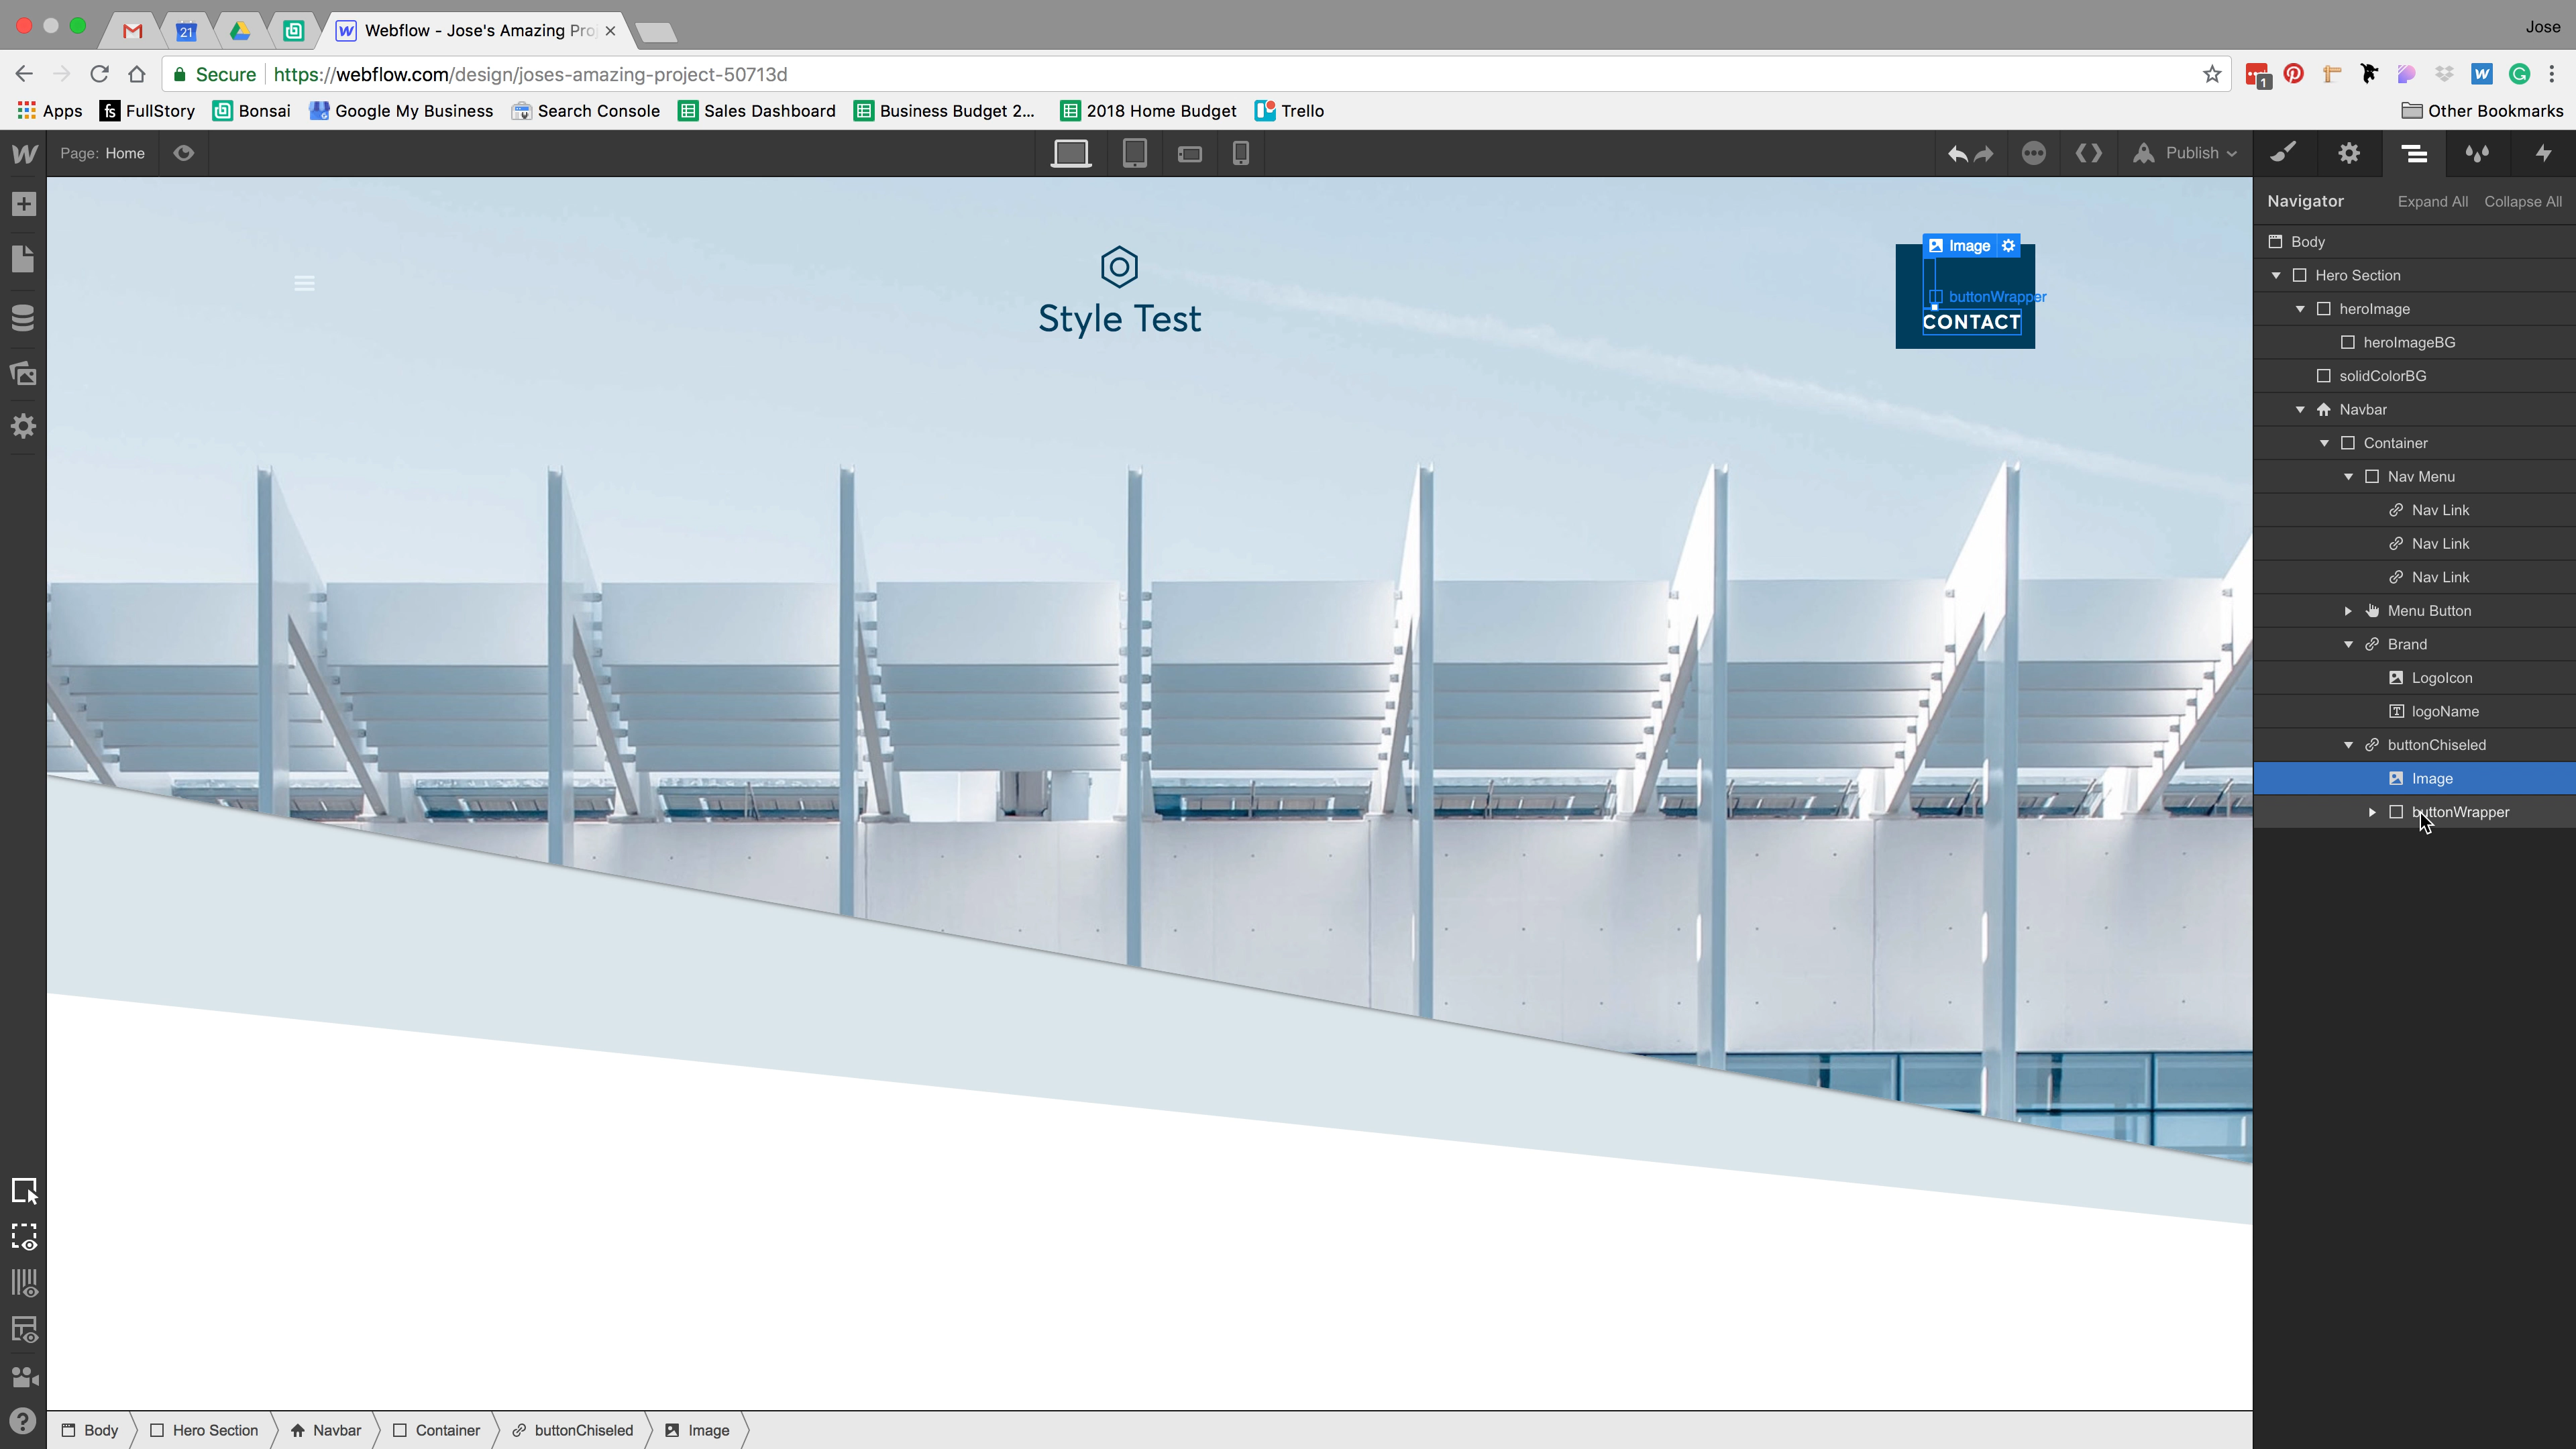 Jose
21
Webflow - Jose's Amazing Pro
Secure
https://webflow.com/design/joses-amazing-project-50713d
1
Apps
fs FullStory
Bonsai
Google My Business
Search Console
Sales Dashboard
Business Budget 2...
2018 Home Budget
Trello
Other Bookmarks
Page: Home
Publish
Navigator
Expand All
Collapse All
Image
buttonWrapper
CONTACT
Style Test
Body
Hero Section
heroImage
heroImageBG
solidColorBG
Navbar
Container
Nav Menu
Nav Link
Nav Link
Nav Link
Menu Button
Brand
LogoIcon
logoName
buttonChiseled
Image
buttonWrapper
Body
Hero Section
Navbar
Container
buttonChiseled
Image